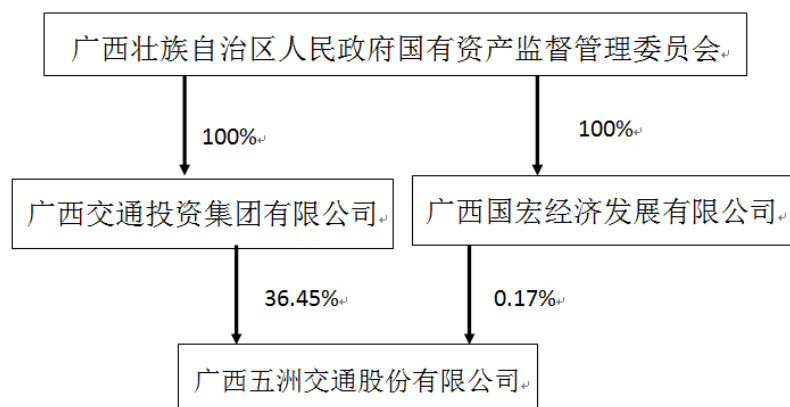 广西壮族自治区人民政府国有资产监督管理委员会
100%
100%
广西交通投资集团有限公司
广西国宏经济发展有限公司
36.45%
0.17%
广西五洲交通股份有限公司